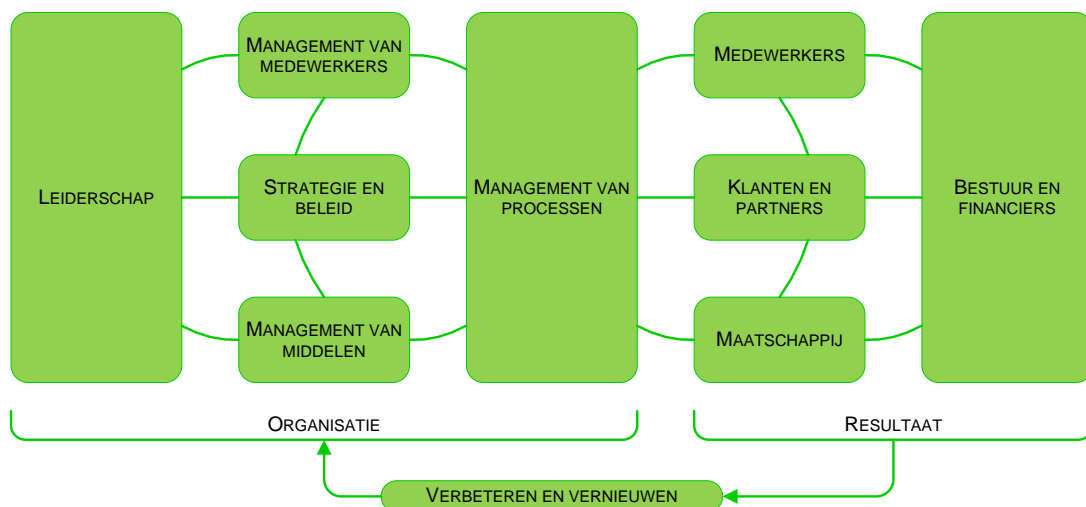 LEIDERSCHAP
MANAGEMENT VAN
MEDEWERKERS
STRATEGIE EN
BELEID
MANAGEMENT VAN
MIDDELEN
MANAGEMENT VAN
PROCESSEN
MEDEWERKERS
KLANTEN EN
PARTNERS
MAATSCHAPPIJ
BESTUUR EN
FINANCIERS
ORGANISATIE
RESULTAAT
VERBETEREN EN VERNIEUWEN